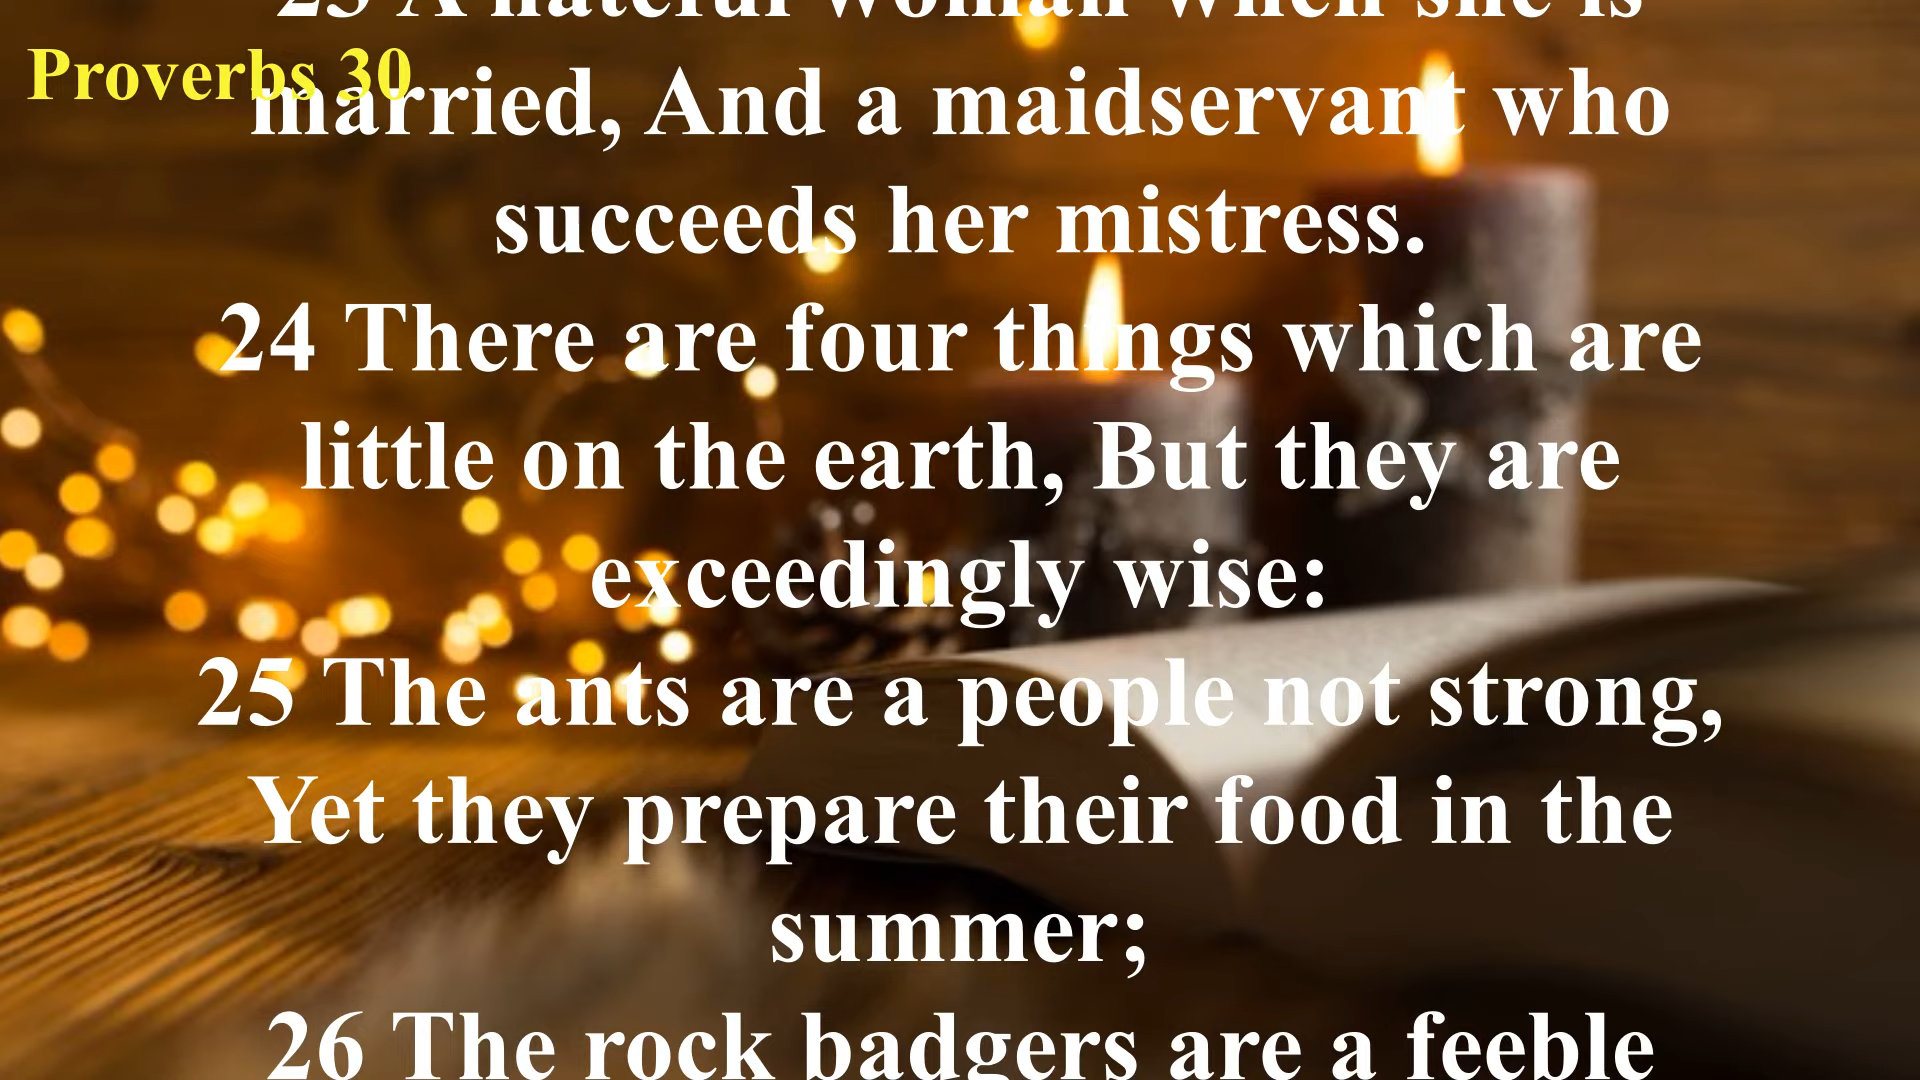 23 A hateful woman when she is
Proverbs 30
married, And a maidservant who
succeeds her mistress.
24 There are four things which are
little on the earth, But they are
exceedingly wise:
25 The ants are a people not strong,
Yet they prepare their food in the
summer;
26 The rock badgers are a feeble